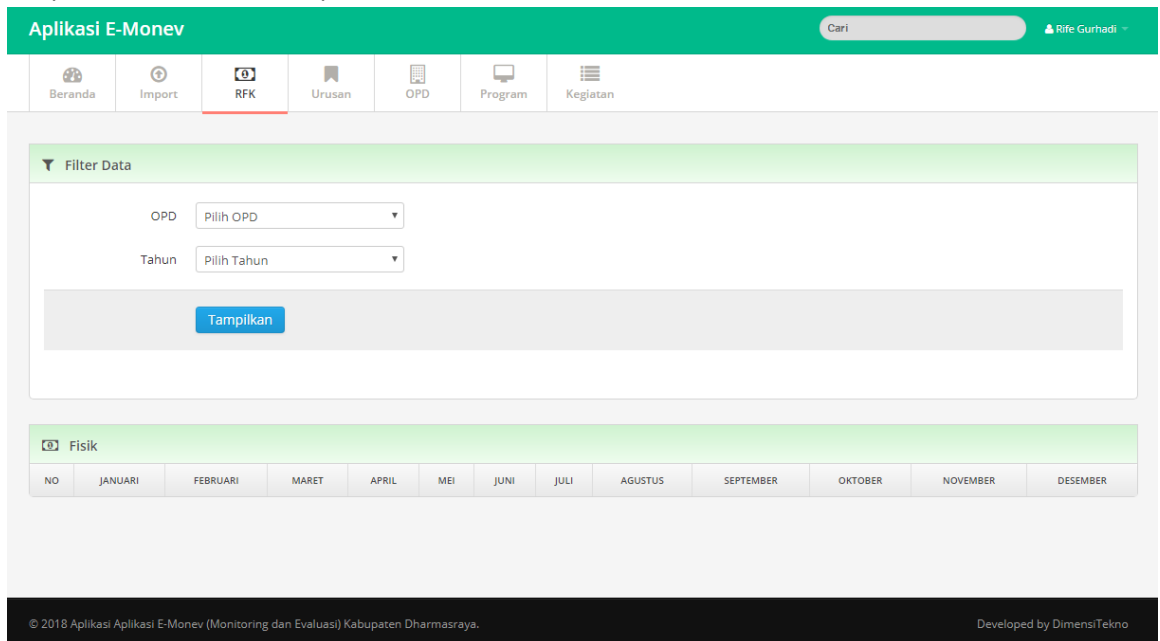 Aplikasi E-Monev Cari Rife Gurhadi
Beranda Import RFK Urusan OPD Program Kegiatan
Filter Data
OPD Pilih OPD
Tahun Pilih Tahun
Tampilkan
Fisik
NO JANUARI FEBRUARI MARET APRIL MEI JUNI JULI AGUSTUS SEPTEMBER OKTOBER NOVEMBER DESEMBER
© 2018 Aplikasi Aplikasi E-Monev (Monitoring dan Evaluasi) Kabupaten Dharmasraya. Developed by DimensiTekno